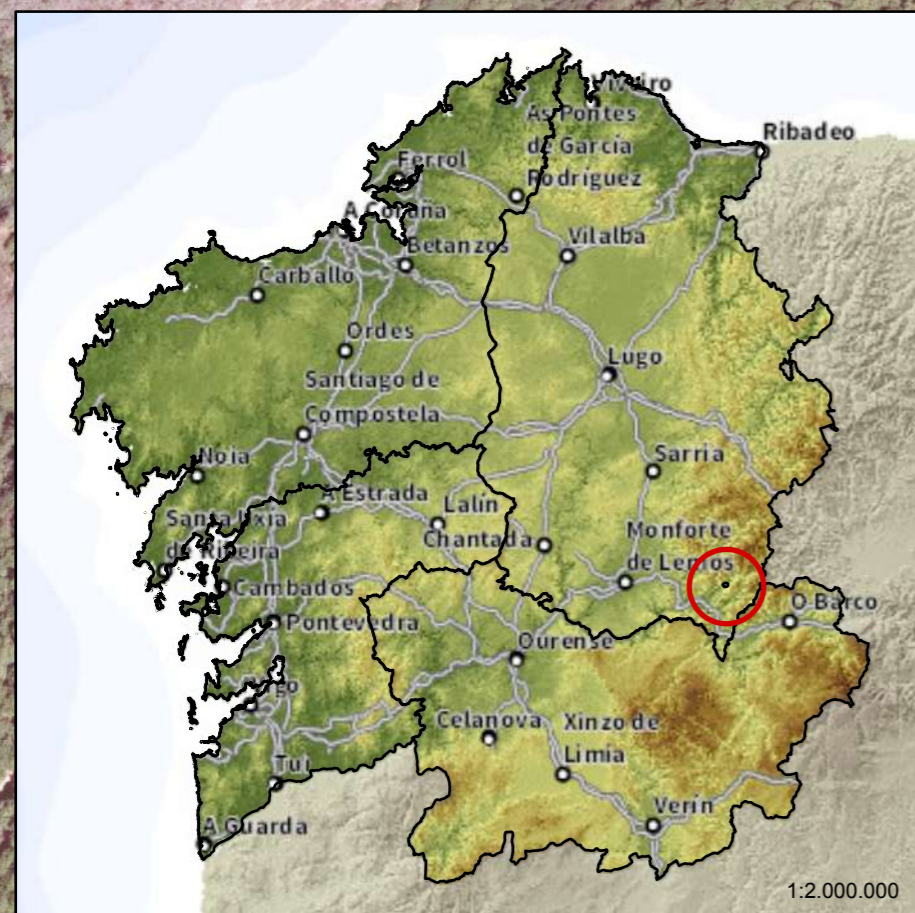 Viveiro
As Pontes
de García
Rodríguez
Ribadeo
Ferrol
A Coruña
Betanzos
Vilalba
Carballo
Ordes
Lugo
Santiago de
Compostela
Noia
Sarria
A Estrada
Lalín
Santa Uxía
de Ribeira
Chantada
Monforte
de Lemos
Cambados
O Barco
Pontevedra
Ourense
Vigo
Celanova
Xinzo de
Limia
Tui
Verín
A Guarda
1:2.000.000